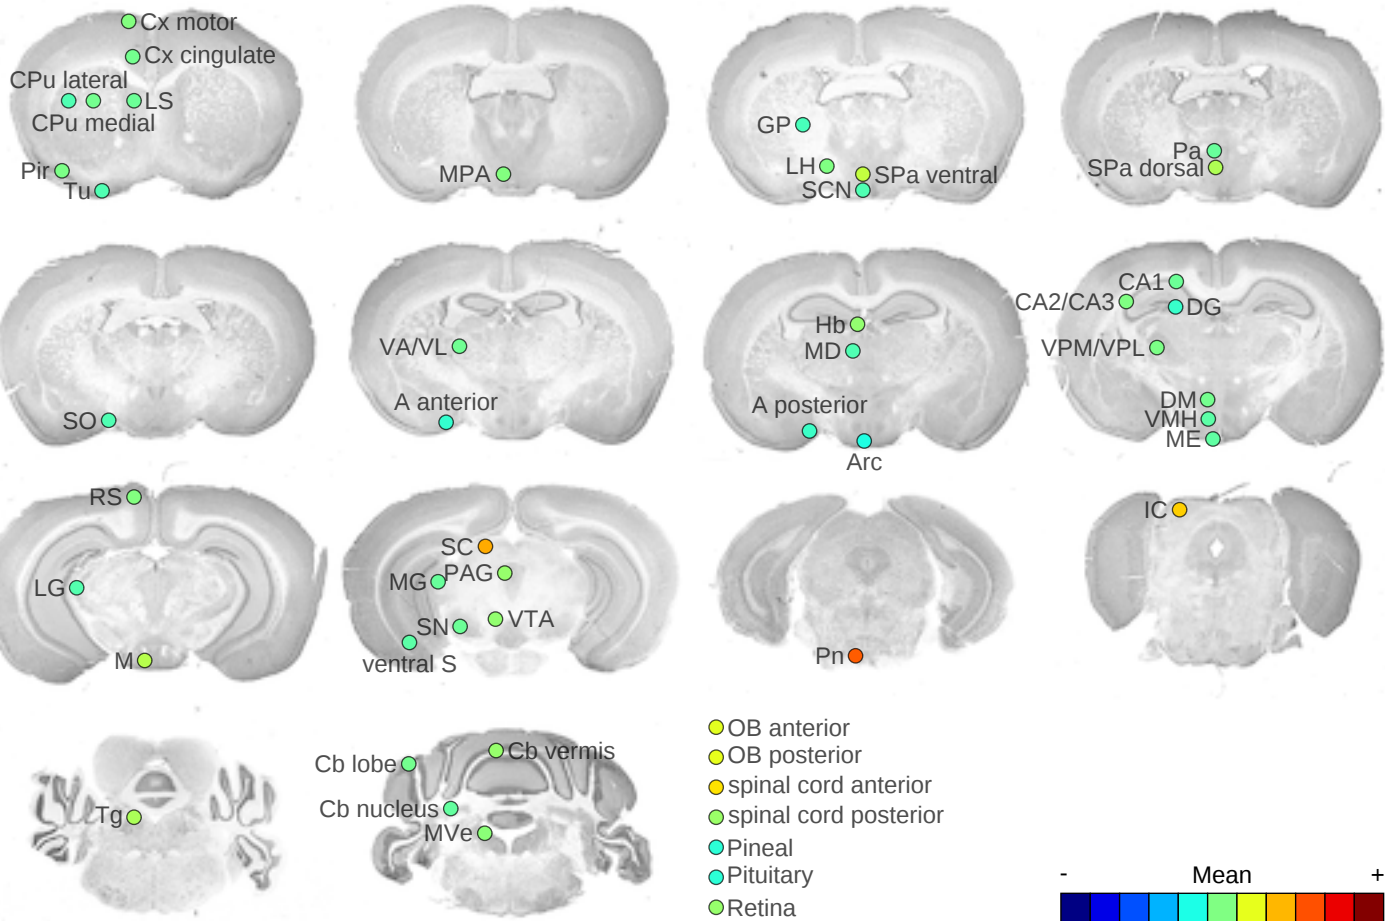 Cx motor
Cx cingulate
CPu lateral
LS
CPu medial
Pir
Tu
MPA
GP
LH
SPa ventral
SCN
Pa
SPa dorsal
SO
VA/VL
A anterior
Hb
MD
A posterior
Arc
CA1
CA2/CA3
DG
VPM/VPL
DM
VMH
ME
RS
LG
M
SC
PAG
MG
VTA
SN
ventral S
Pn
IC
Tg
Cb vermis
Cb lobe
Cb nucleus
MVe
OB anterior
OB posterior
spinal cord anterior
spinal cord posterior
Pineal
Pituitary
Retina
- Mean +